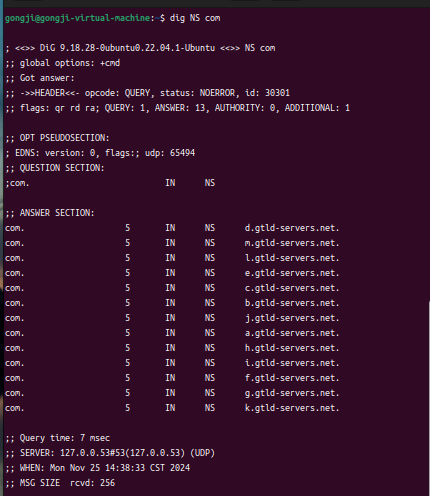 gongji@gongji-virtual-machine:~$ dig NS com
; <<>> DiG 9.18.28-0ubuntu0.22.04.1-Ubuntu <<>> NS com
;; global options: +cmd
;; Got answer:
;; ->>HEADER<<- opcode: QUERY, status: NOERROR, id: 30301
;; flags: qr rd ra; QUERY: 1, ANSWER: 13, AUTHORITY: 0, ADDITIONAL: 1
;; OPT PSEUDOSECTION:
; EDNS: version: 0, flags:; udp: 65494
;; QUESTION SECTION:
;com. IN NS
;; ANSWER SECTION:
com. 5 IN NS d.gtld-servers.net.
com. 5 IN NS m.gtld-servers.net.
com. 5 IN NS l.gtld-servers.net.
com. 5 IN NS e.gtld-servers.net.
com. 5 IN NS c.gtld-servers.net.
com. 5 IN NS b.gtld-servers.net.
com. 5 IN NS j.gtld-servers.net.
com. 5 IN NS a.gtld-servers.net.
com. 5 IN NS h.gtld-servers.net.
com. 5 IN NS i.gtld-servers.net.
com. 5 IN NS f.gtld-servers.net.
com. 5 IN NS g.gtld-servers.net.
com. 5 IN NS k.gtld-servers.net.
;; Query time: 7 msec
;; SERVER: 127.0.0.53#53(127.0.0.53) (UDP)
;; WHEN: Mon Nov 25 14:38:33 CST 2024
;; MSG SIZE rcvd: 256